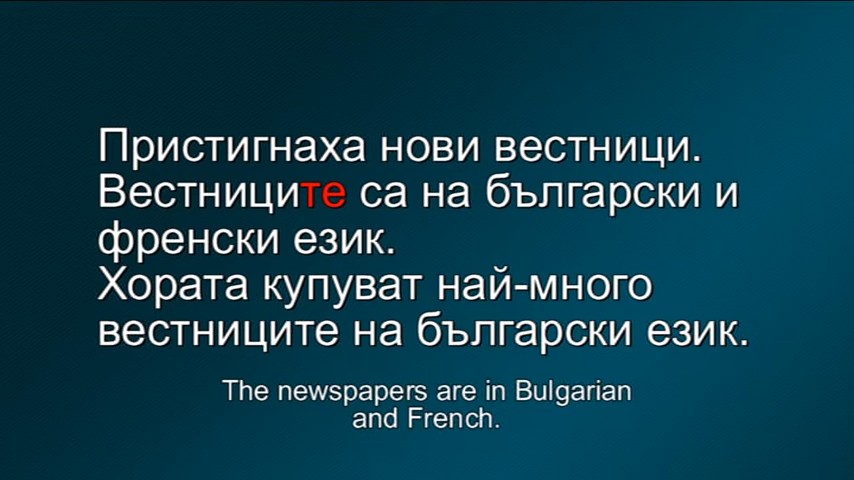 Пристигнаха нови вестници.
Вестниците са на български и
френски език.
Хората купуват най-много
вестниците на български език.
The newspapers are in Bulgarian
and French.